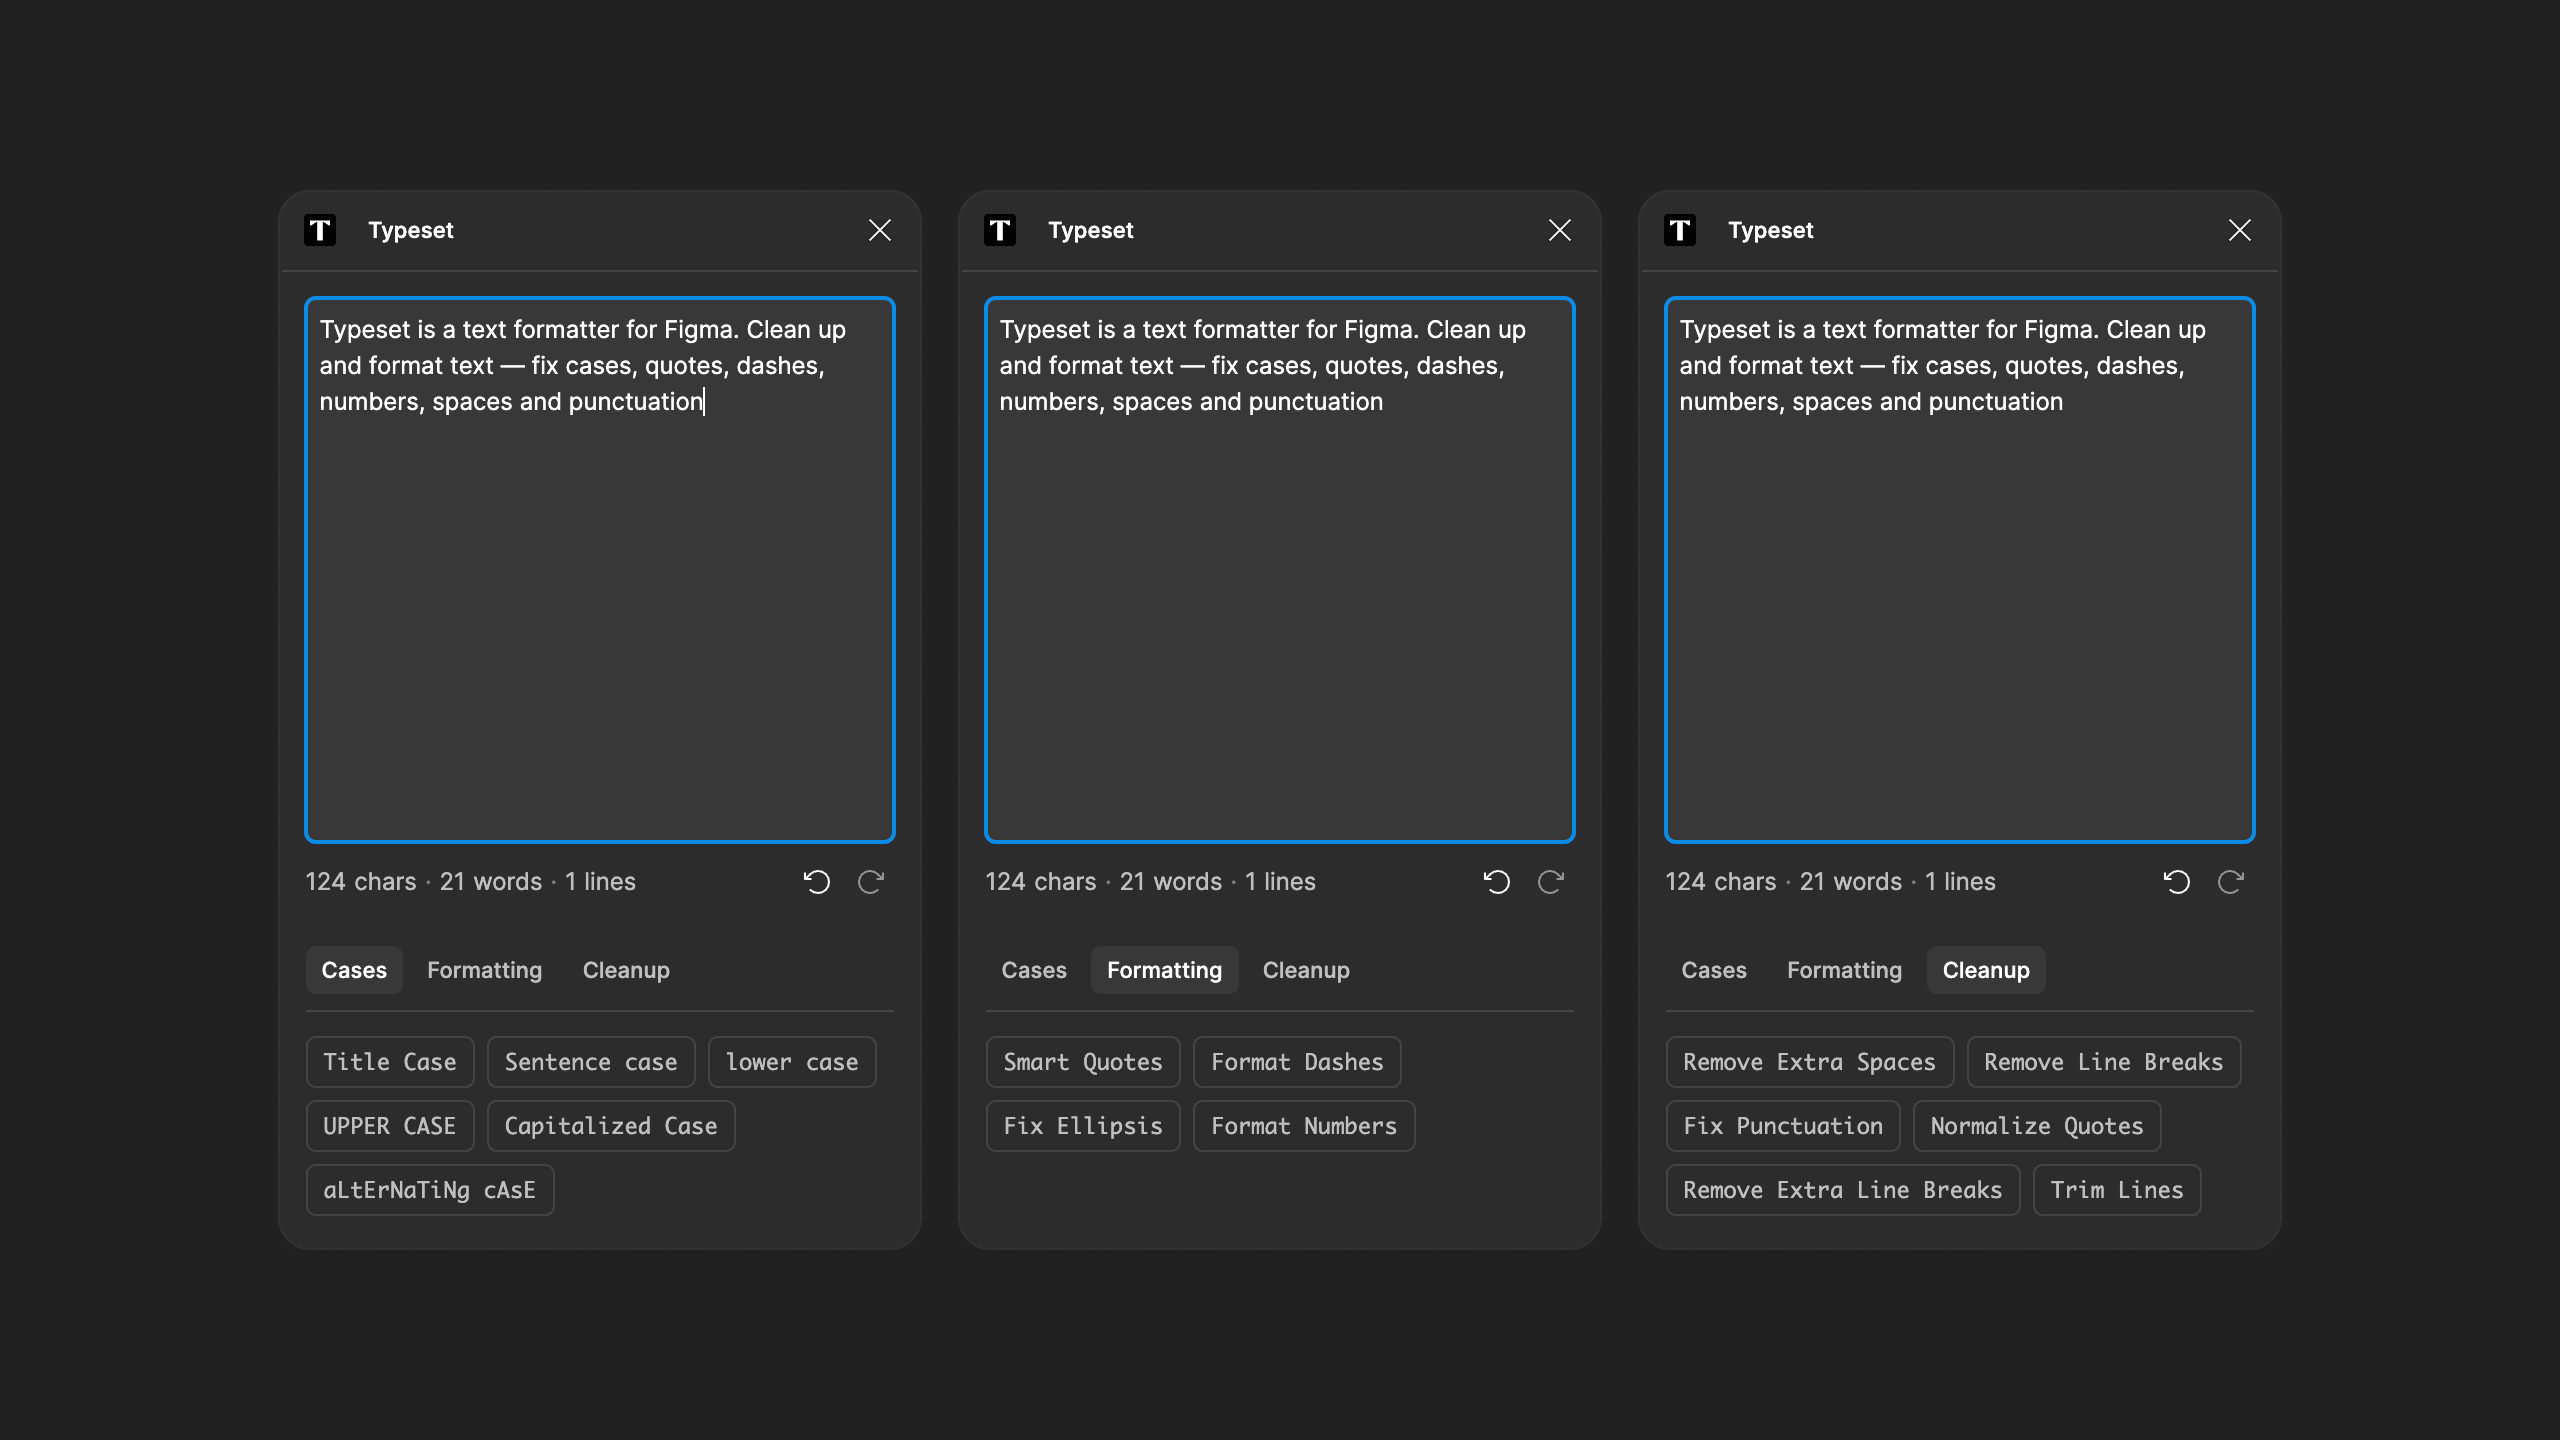 T Typeset
Typeset is a text formatter for Figma. Clean up
and format text — fix cases, quotes, dashes,
numbers, spaces and punctuation
124 chars · 21 words · 1 lines
Cases Formatting Cleanup
Title Case Sentence case lower case
UPPER CASE Capitalized Case
aLtErNaTiNg cAsE
T Typeset
Typeset is a text formatter for Figma. Clean up
and format text — fix cases, quotes, dashes,
numbers, spaces and punctuation
124 chars · 21 words · 1 lines
Cases Formatting Cleanup
Smart Quotes Format Dashes
Fix Ellipsis Format Numbers
T Typeset
Typeset is a text formatter for Figma. Clean up
and format text — fix cases, quotes, dashes,
numbers, spaces and punctuation
124 chars · 21 words · 1 lines
Cases Formatting Cleanup
Remove Extra Spaces Remove Line Breaks
Fix Punctuation Normalize Quotes
Remove Extra Line Breaks Trim Lines